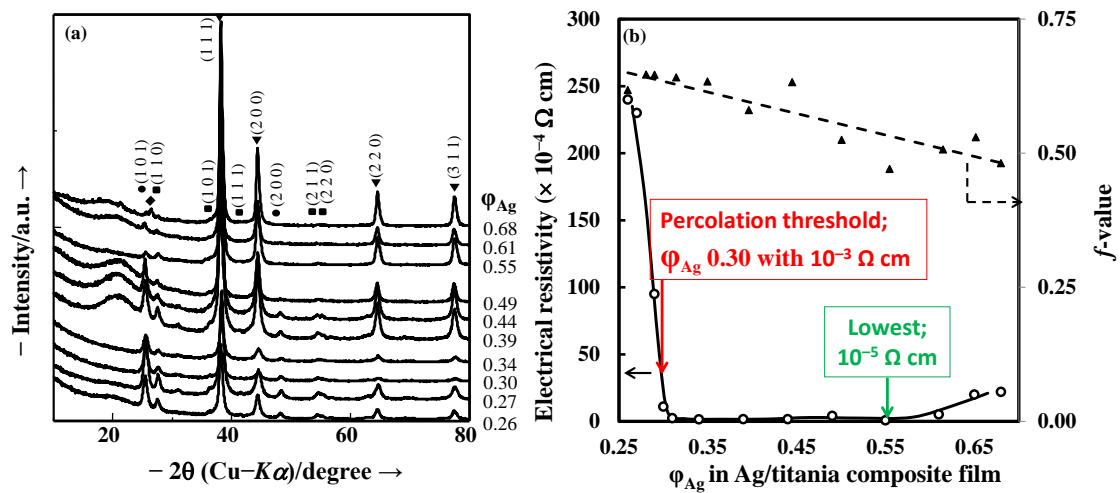 (a)
(1 1 1)
(2 0 0)
(1 0 1)
(1 1 0)
(1 0 1)
(1 1 1)
(2 0 0)
(2 1 1)
(2 2 0)
(2 2 0)
(3 1 1)
φAg
0.68
0.61
0.55
0.49
0.44
0.39
0.34
0.30
0.27
0.26
− Intensity/a.u. →
20
40
60
80
− 2θ (Cu−Kα)/degree →
(b)
300
250
200
150
100
50
0
Electrical resistivity (× 10⁻⁴ Ω cm)
0.75
0.50
0.25
0.00
f-value
Percolation threshold;
φAg 0.30 with 10⁻³ Ω cm
Lowest;
10⁻⁵ Ω cm
0.25
0.35
0.45
0.55
0.65
φAg in Ag/titania composite film